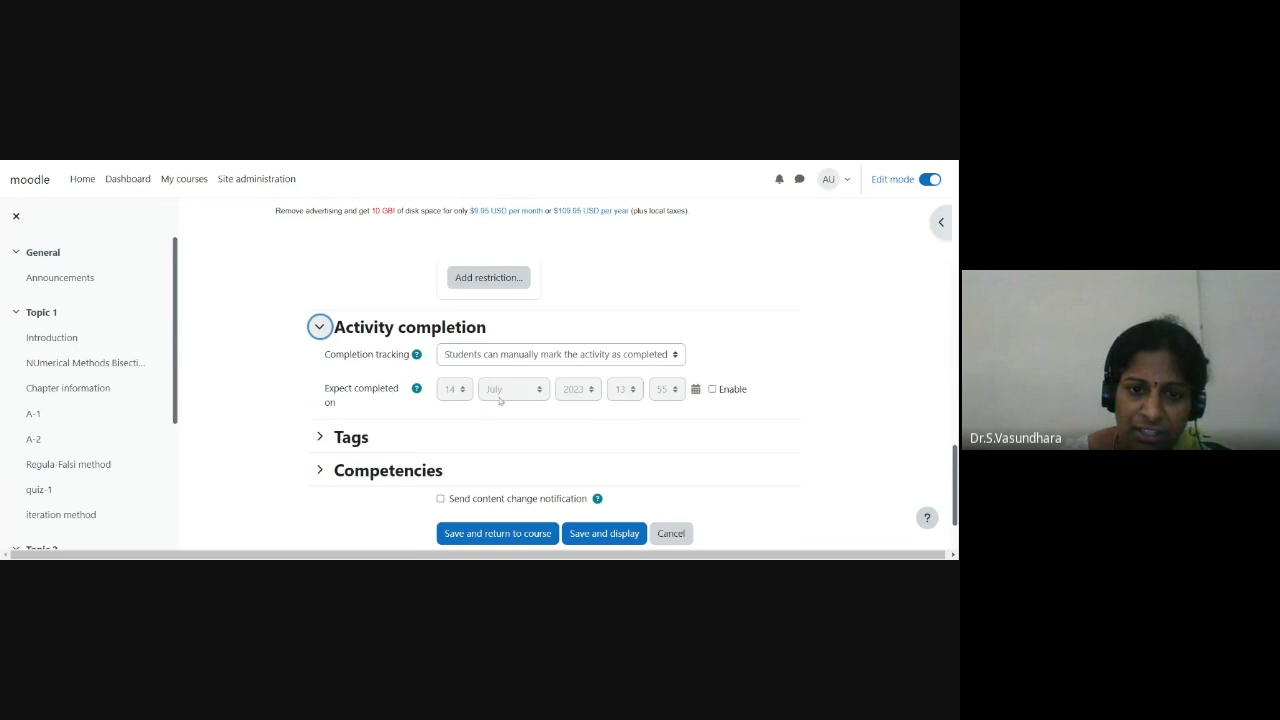 moodle Home Dashboard My courses Site administration AU Edit mode
Remove advertising and get 10 GBI of disk space for only $9.95 USD per month or $109.95 USD per year (plus local taxes).
General
Announcements
Topic 1
Introduction
NUmerical Methods Bisecti...
Chapter information
A-1
A-2
Regula-Falsi method
quiz-1
iteration method
Topic 2
Add restriction...
Activity completion
Completion tracking ? Students can manually mark the activity as completed
Expect completed on ? 14 July 2023 13 55 Enable
Tags
Competencies
Send content change notification ?
Save and return to course Save and display Cancel
?
Dr.S.Vasundhara